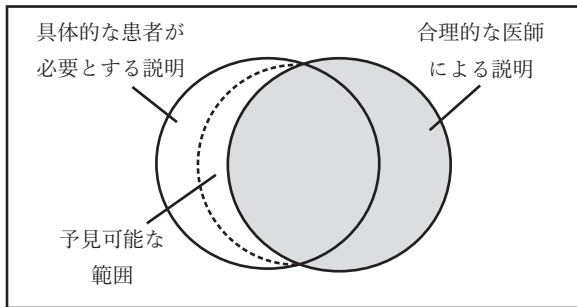 具体的な患者が
必要とする説明
合理的な医師
による説明
予見可能な
範囲